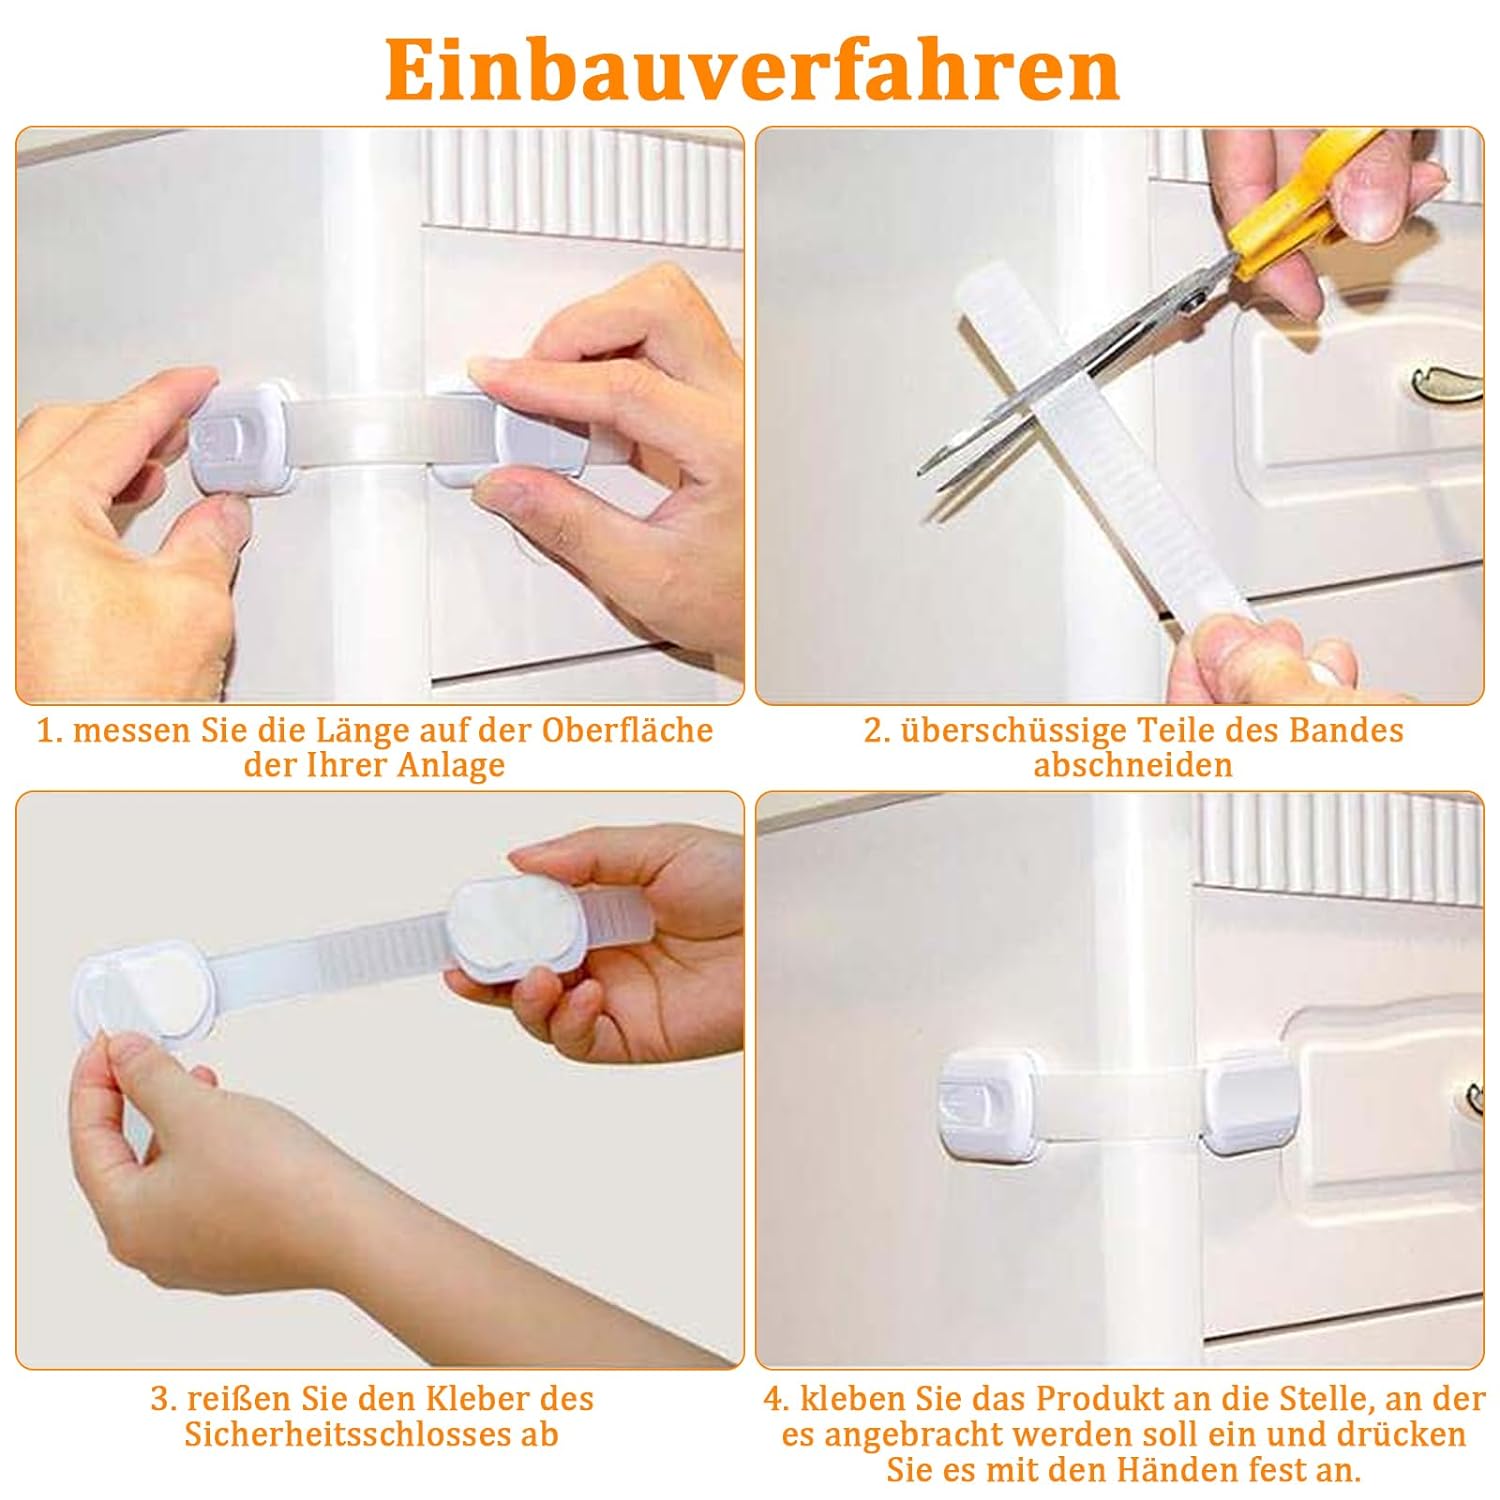 Einbauverfahren
1. messen Sie die Länge auf der Oberfläche
der Ihrer Anlage
2. überschüssige Teile des Bandes
abschneiden
3. reißen Sie den Kleber des
Sicherheitsschlosses ab
4. kleben Sie das Produkt an die Stelle, an der
es angebracht werden soll ein und drücken
Sie es mit den Händen fest an.